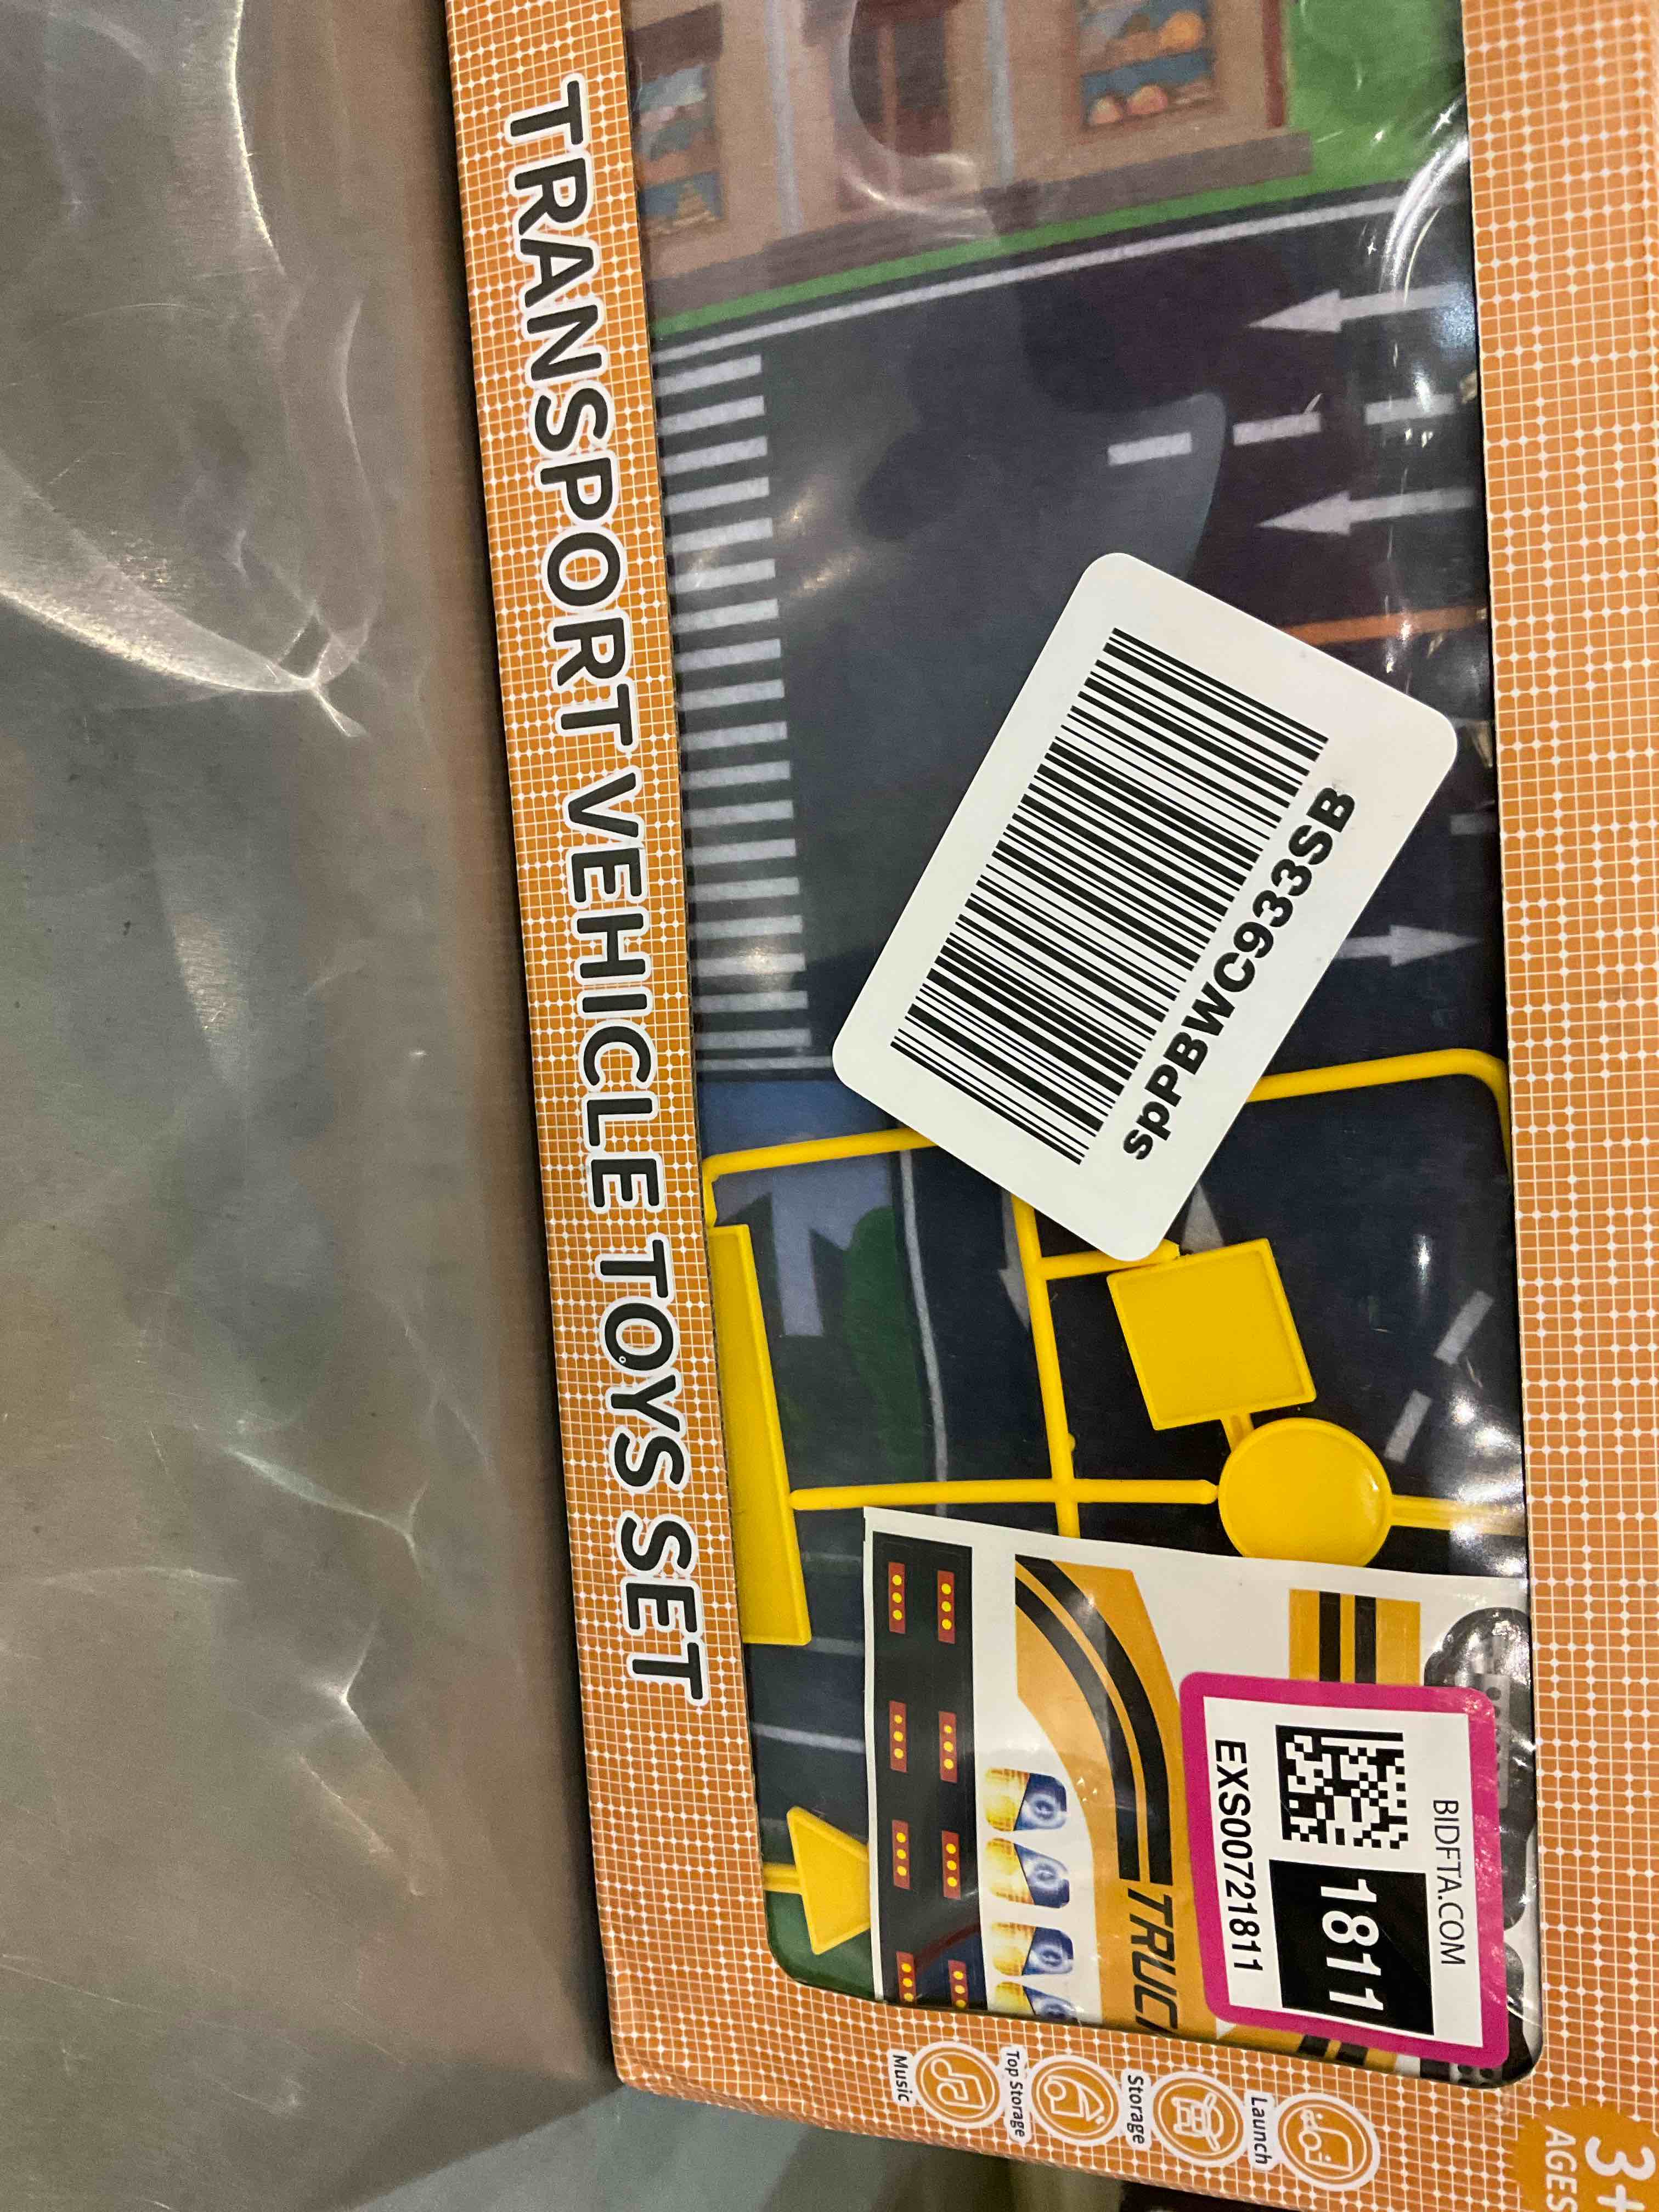 TRANSPORT VEHICLE TOYS SET
spPBWC933SB
BIDFTA.COM
1811
EXS00721811
TRUC
Launch
Storage
Top Storage
Music
3+
AGES